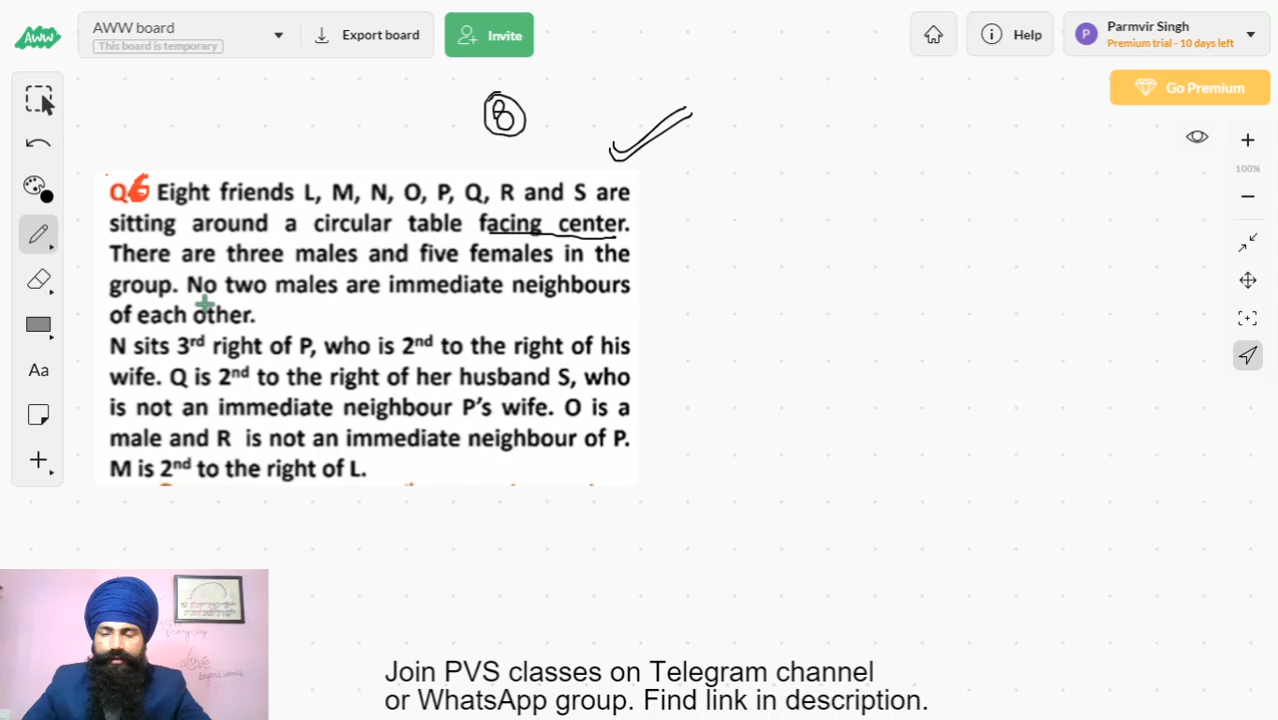 AWW
AWW board
This board is temporary
Export board
Invite
Help
P
Parmvir Singh
Premium trial - 10 days left
Go Premium
100%
B
Q6 Eight friends L, M, N, O, P, Q, R and S are
sitting around a circular table facing center.
There are three males and five females in the
group. No two males are immediate neighbours
of each other.
N sits 3rd right of P, who is 2nd to the right of his
wife. Q is 2nd to the right of her husband S, who
is not an immediate neighbour P's wife. O is a
male and R is not an immediate neighbour of P.
M is 2nd to the right of L.
Aa
Join PVS classes on Telegram channel
or WhatsApp group. Find link in description.